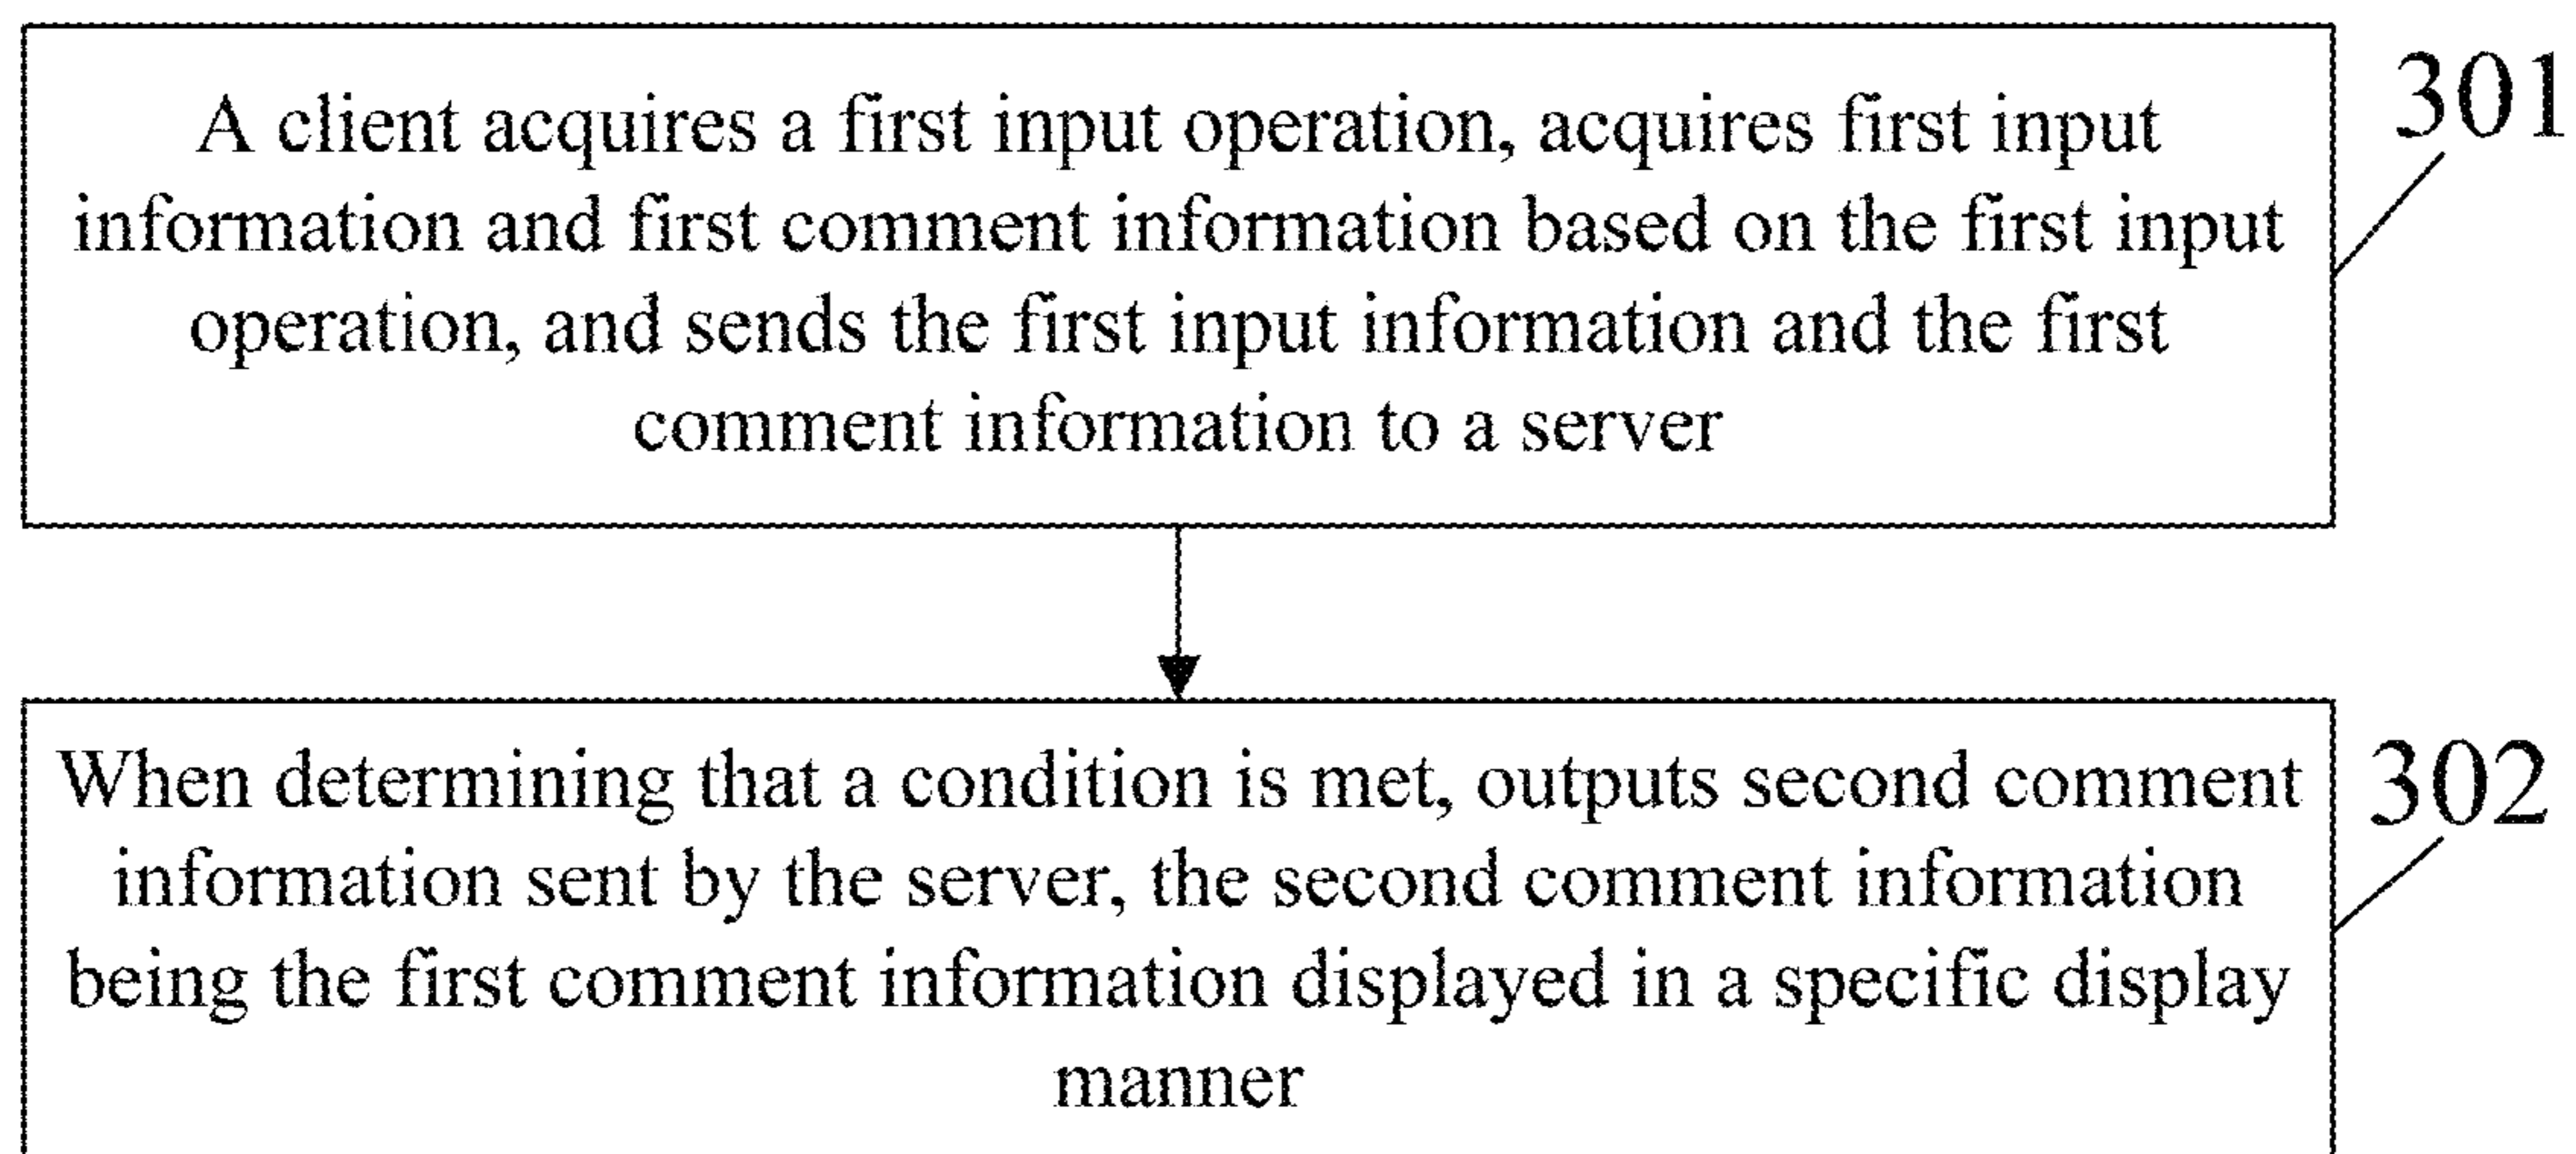 A client acquires a first input operation, acquires first input
information and first comment information based on the first input
operation, and sends the first input information and the first
comment information to a server
301
When determining that a condition is met, outputs second comment
information sent by the server, the second comment information
being the first comment information displayed in a specific display
manner
302